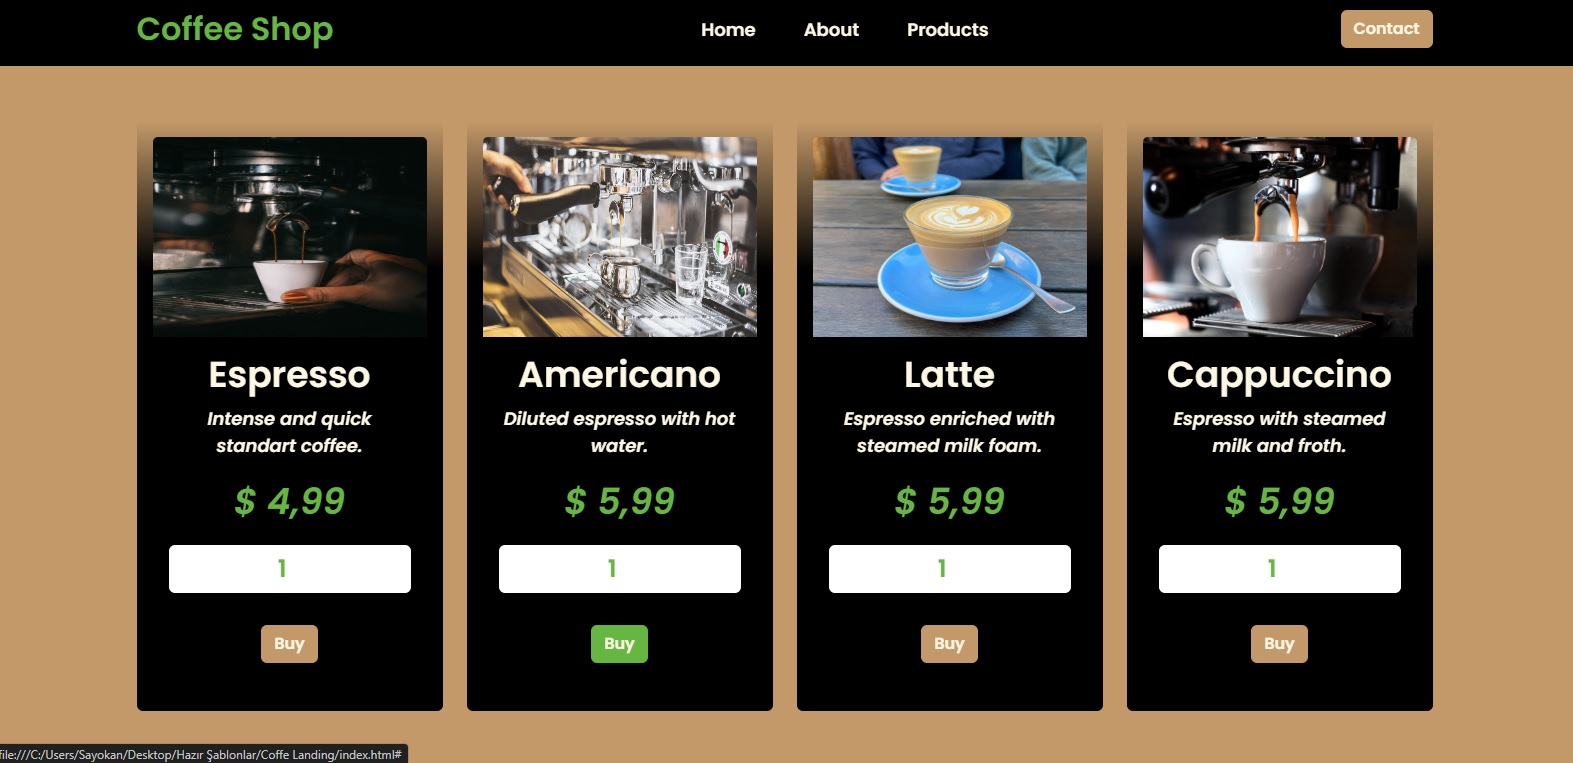 Coffee Shop
Home About Products
Contact
Espresso
Intense and quick
standart coffee.
$ 4,99
1
Buy
Americano
Diluted espresso with hot
water.
$ 5,99
1
Buy
Latte
Espresso enriched with
steamed milk foam.
$ 5,99
1
Buy
Cappuccino
Espresso with steamed
milk and froth.
$ 5,99
1
Buy
file:///C:/Users/Sayokan/Desktop/Hazır Şablonlar/Coffe Landing/index.html#